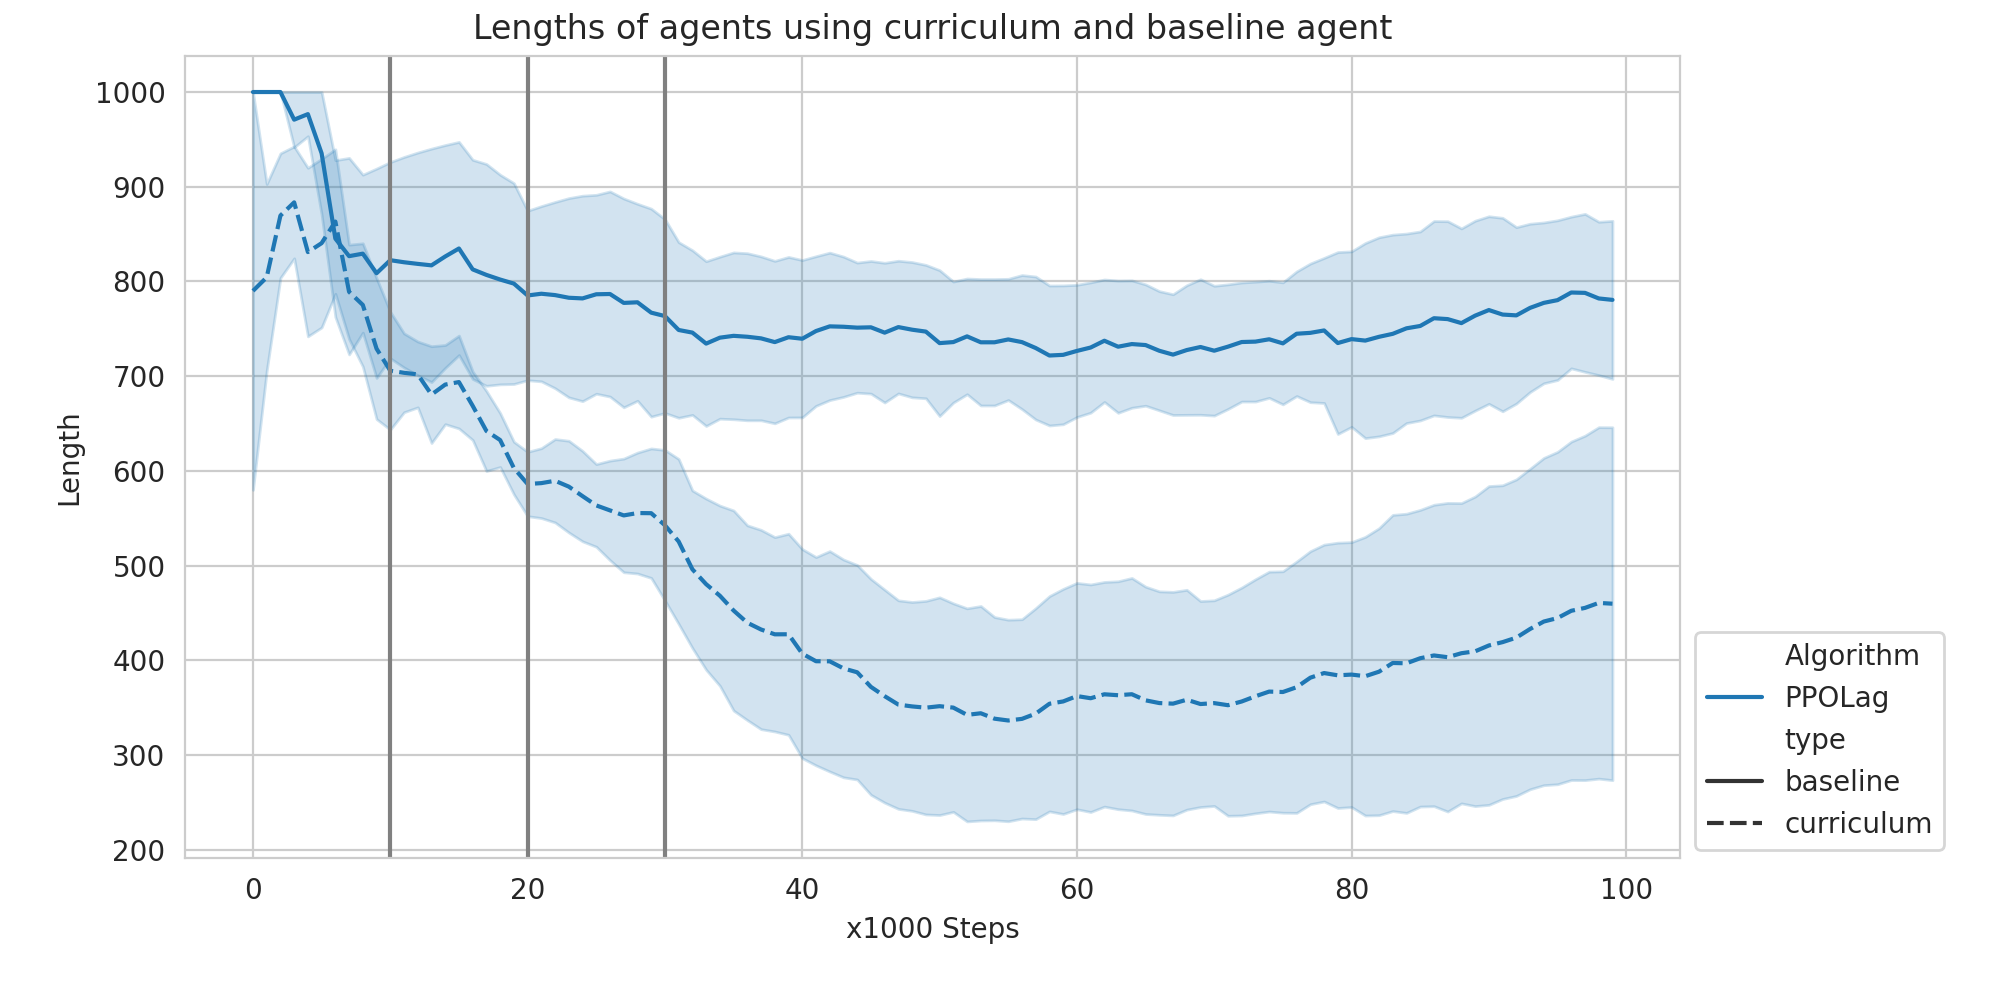 Lengths of agents using curriculum and baseline agent
1000
900
800
700
600
500
400
300
200
Length
0 20 40 60 80 100
x1000 Steps
Algorithm
PPOLag
type
baseline
curriculum